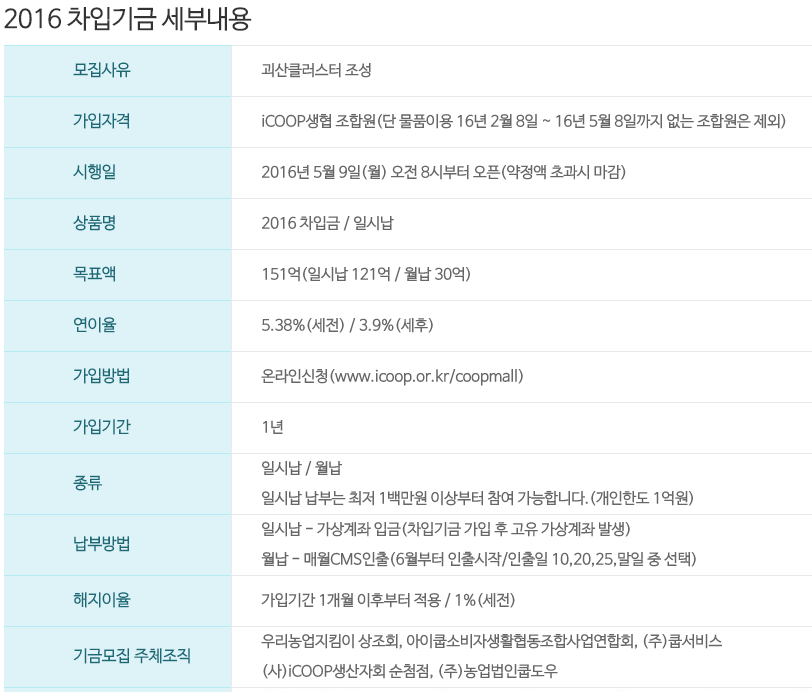 2016 차입기금 세부내용
모집사유 괴산클러스터 조성
가입자격 iCOOP생협 조합원(단 물품이용 16년 2월 8일 ~ 16년 5월 8일까지 없는 조합원은 제외)
시행일 2016년 5월 9일(월) 오전 8시부터 오픈(약정액 초과시 마감)
상품명 2016 차입금 / 일시납
목표액 151억(일시납 121억 / 월납 30억)
연이율 5.38%(세전) / 3.9%(세후)
가입방법 온라인신청(www.icoop.or.kr/coopmall)
가입기간 1년
종류 일시납 / 월납
일시납 납부는 최저 1백만원 이상부터 참여 가능합니다.(개인한도 1억원)
납부방법 일시납 - 가상계좌 입금(차입기금 가입 후 고유 가상계좌 발생)
월납 - 매월CMS인출(6월부터 인출시작/인출일 10,20,25,말일 중 선택)
해지이율 가입기간 1개월 이후부터 적용 / 1%(세전)
기금모집 주체조직 우리농업지킴이 상조회, 아이쿱소비자생활협동조합사업연합회, (주)쿱서비스
(사)iCOOP생산자회 순첨점, (주)농업법인쿱도우